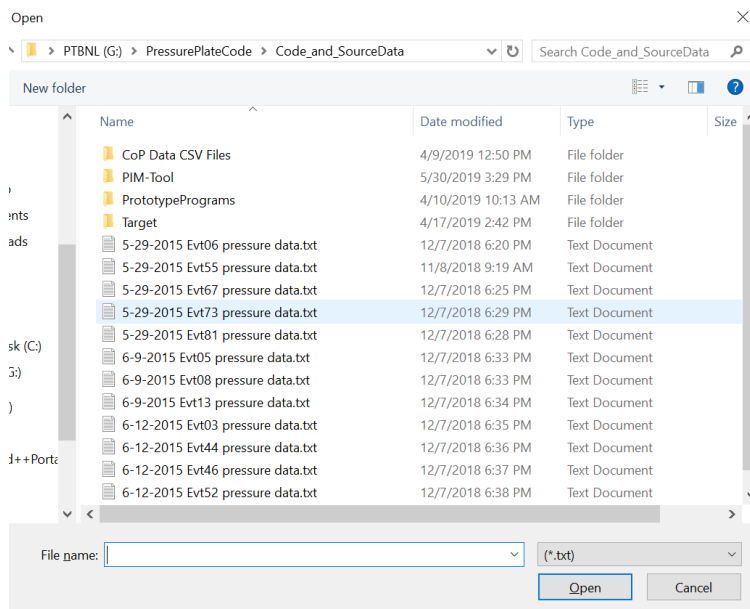 Open
PTBNL (G:) > PressurePlateCode > Code_and_SourceData
Search Code_and_SourceData
New folder
?
Name Date modified Type Size
CoP Data CSV Files 4/9/2019 12:50 PM File folder
PIM-Tool 5/30/2019 3:29 PM File folder
PrototypePrograms 4/10/2019 10:13 AM File folder
Target 4/17/2019 2:42 PM File folder
5-29-2015 Evt06 pressure data.txt 12/7/2018 6:20 PM Text Document
5-29-2015 Evt55 pressure data.txt 11/8/2018 9:19 AM Text Document
5-29-2015 Evt67 pressure data.txt 12/7/2018 6:25 PM Text Document
5-29-2015 Evt73 pressure data.txt 12/7/2018 6:29 PM Text Document
5-29-2015 Evt81 pressure data.txt 12/7/2018 6:28 PM Text Document
6-9-2015 Evt05 pressure data.txt 12/7/2018 6:33 PM Text Document
6-9-2015 Evt08 pressure data.txt 12/7/2018 6:33 PM Text Document
6-9-2015 Evt13 pressure data.txt 12/7/2018 6:34 PM Text Document
6-12-2015 Evt03 pressure data.txt 12/7/2018 6:35 PM Text Document
6-12-2015 Evt44 pressure data.txt 12/7/2018 6:36 PM Text Document
6-12-2015 Evt46 pressure data.txt 12/7/2018 6:37 PM Text Document
6-12-2015 Evt52 pressure data.txt 12/7/2018 6:38 PM Text Document
ents
ads
sk (C:)
G:)
)
d++Porta
File name:
(*.txt)
Open
Cancel